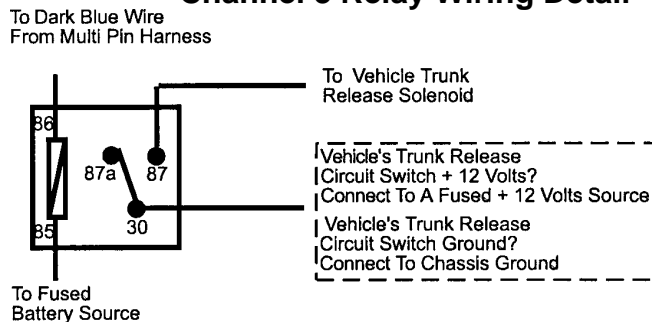 Channel 3 Relay Wiring Detail
To Dark Blue Wire
From Multi Pin Harness
To Vehicle Trunk
Release Solenoid
86
87a
87
Vehicle's Trunk Release
Circuit Switch + 12 Volts?
Connect To A Fused + 12 Volts Source
85
30
Vehicle's Trunk Release
Circuit Switch Ground?
Connect To Chassis Ground
To Fused
Battery Source